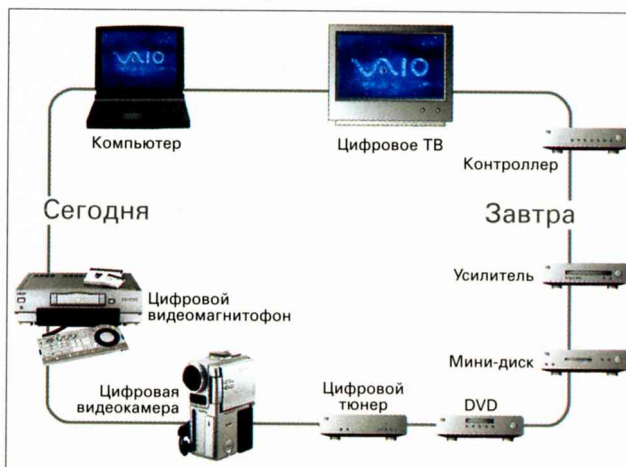 VAIO
VAIO
Компьютер
Цифровое ТВ
Контроллер
Сегодня
Завтра
Усилитель
Цифровой
видеомагнитофон
Мини-диск
Цифровая
видеокамера
Цифровой
тюнер
DVD